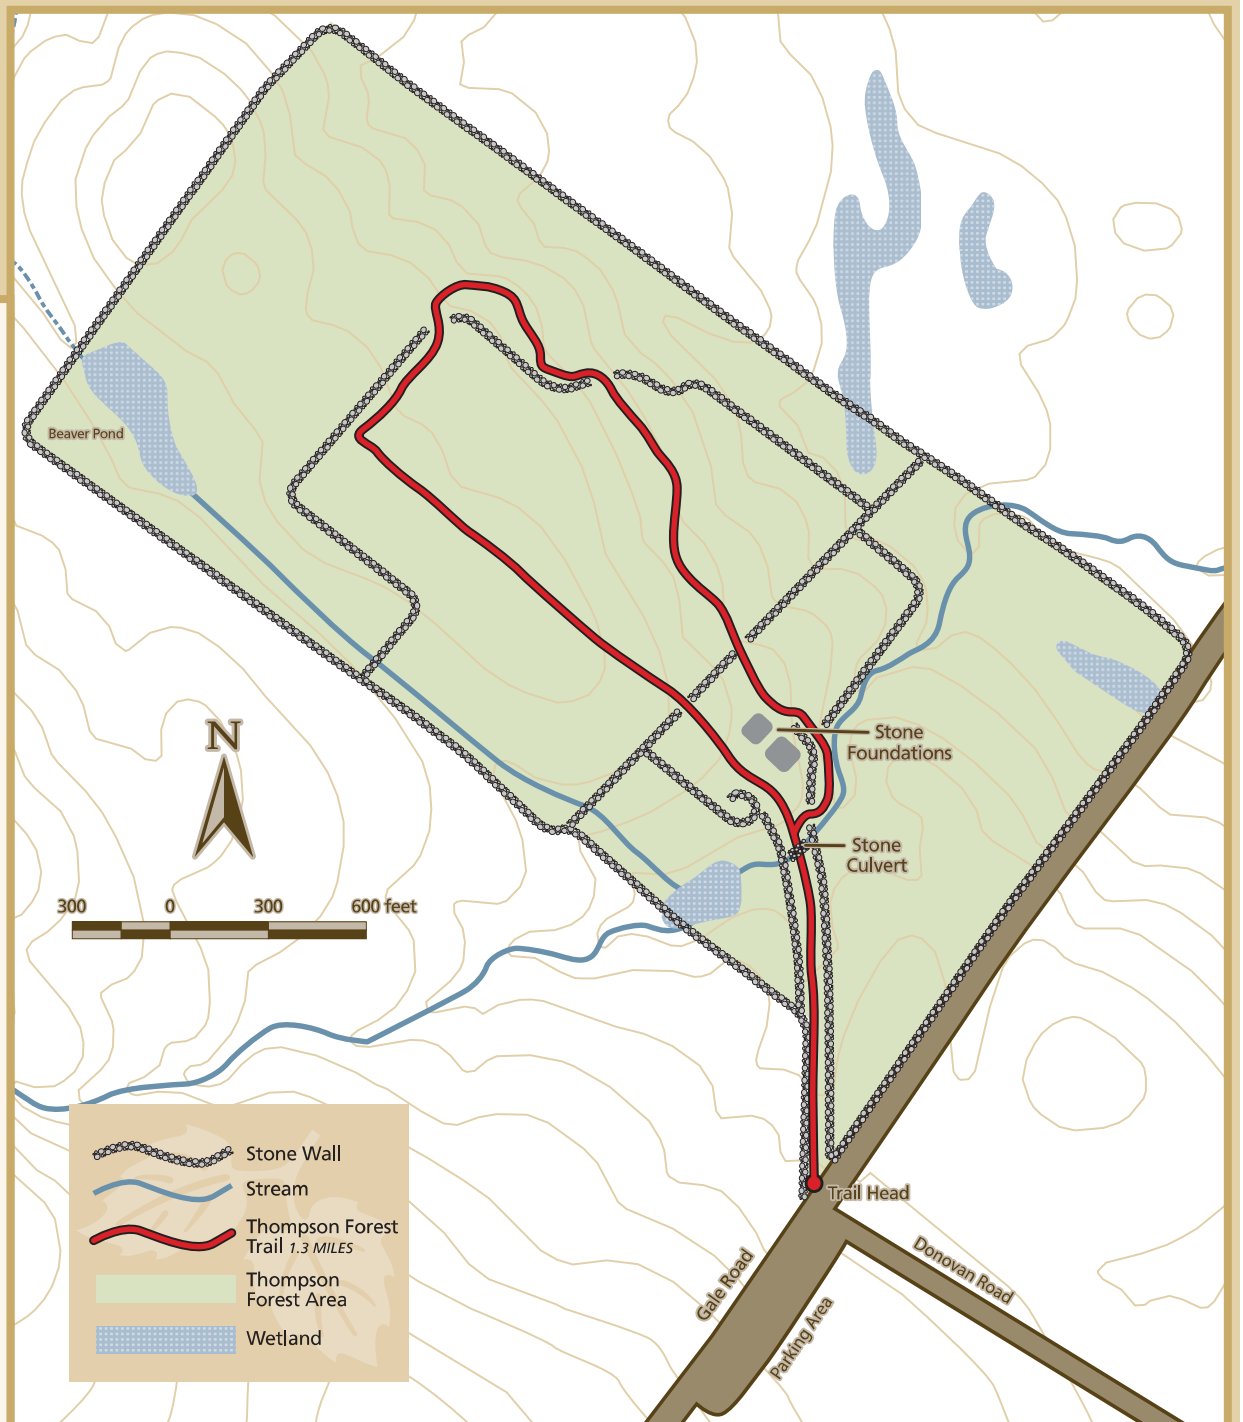 Beaver Pond
N
300 0 300 600 feet
Stone
Foundations
Stone
Culvert
Trail Head
Gale Road
Parking Area
Donovan Road
Stone Wall
Stream
Thompson Forest
Trail 1.3 MILES
Thompson
Forest Area
Wetland